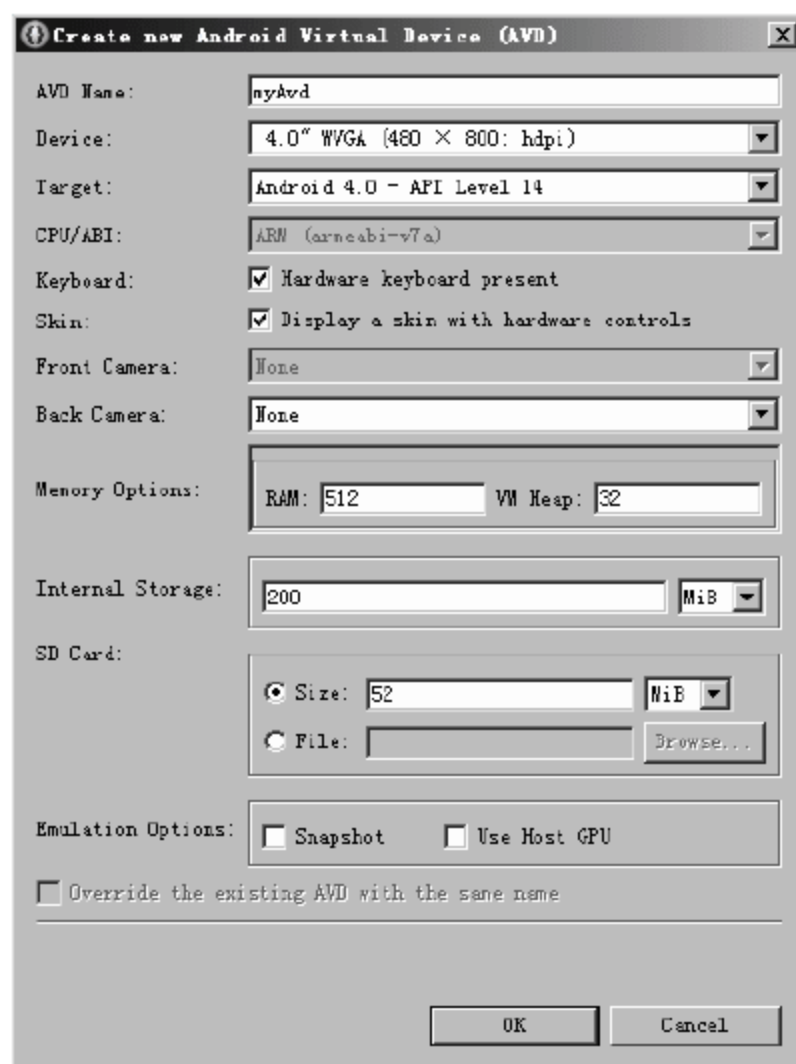 Create new Android Virtual Device (AVD)
AVD Name: myAvd
Device: 4.0″ WVGA (480 × 800: hdpi)
Target: Android 4.0 - API Level 14
CPU/ABI: ARM (armeabi-v7a)
Keyboard: Hardware keyboard present
Skin: Display a skin with hardware controls
Front Camera: None
Back Camera: None
Memory Options: RAM: 512 VM Heap: 32
Internal Storage: 200 MiB
SD Card:
Size: 52 MiB
File: Browse...
Emulation Options: Snapshot Use Host GPU
Override the existing AVD with the same name
OK Cancel